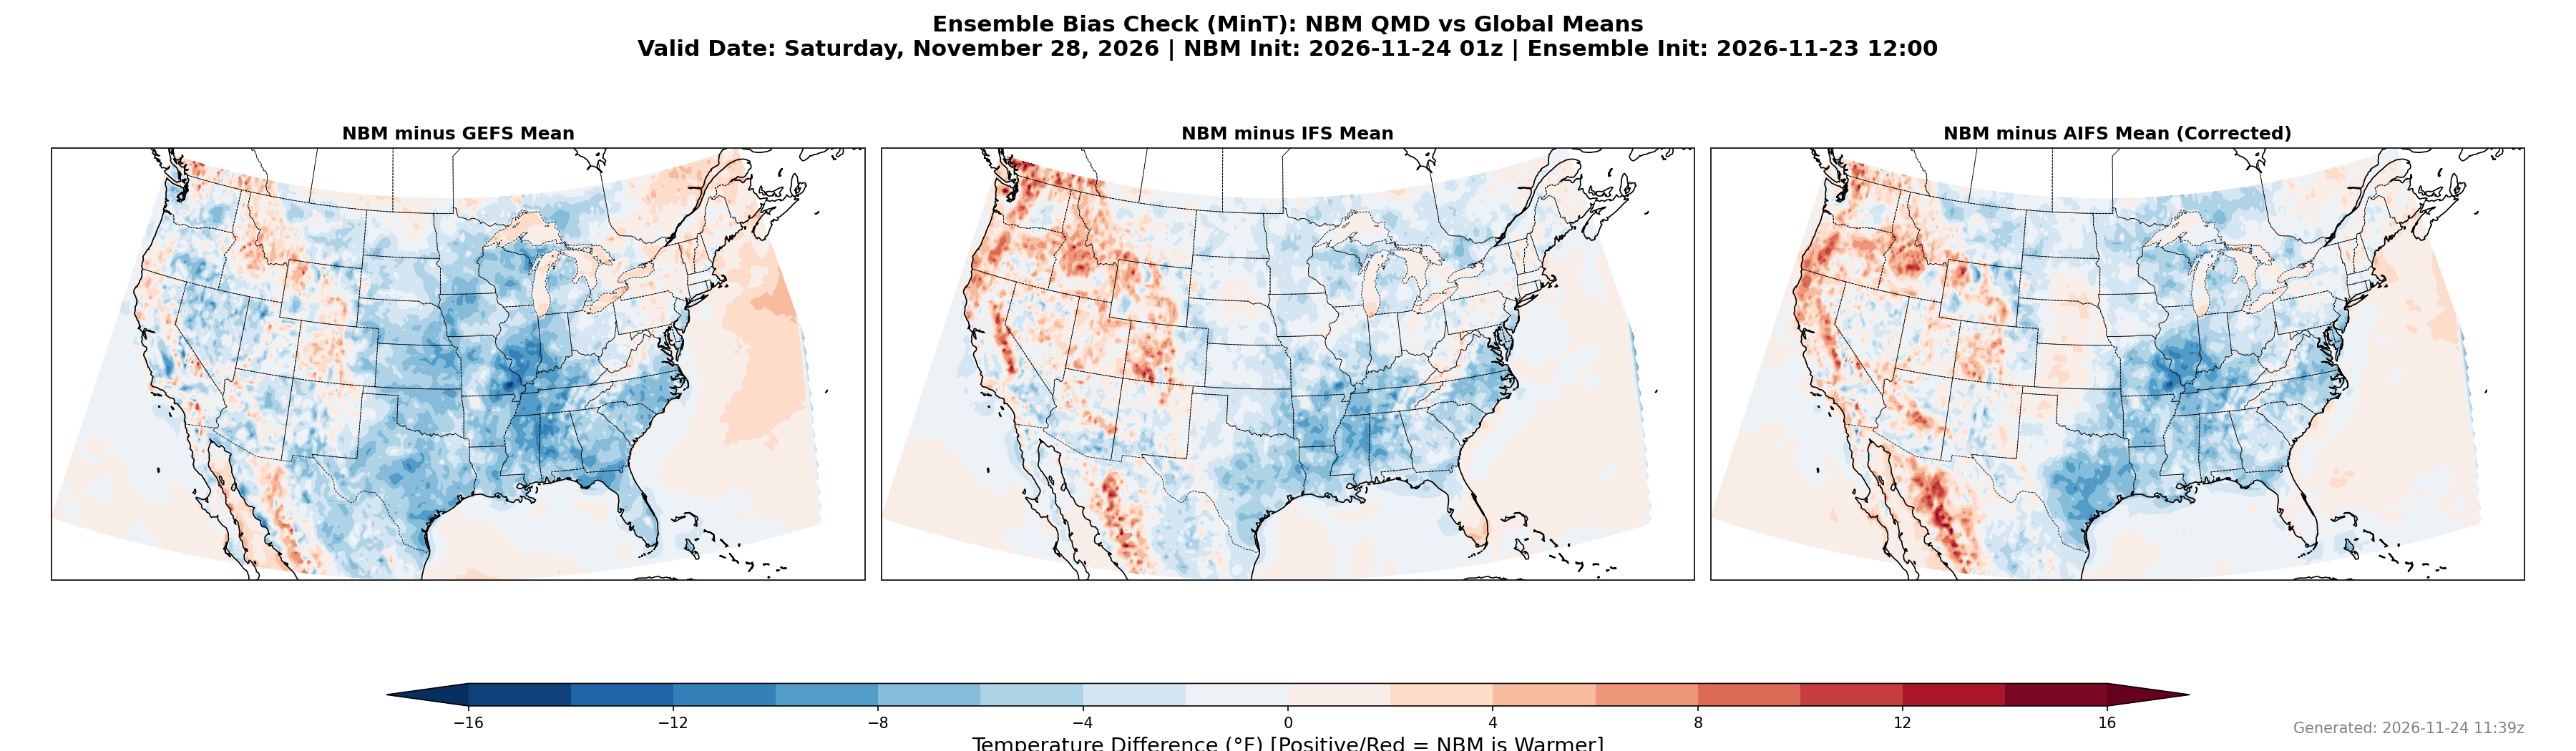 Ensemble Bias Check (MinT): NBM QMD vs Global Means
Valid Date: Saturday, November 28, 2026 | NBM Init: 2026-11-24 01z | Ensemble Init: 2026-11-23 12:00
NBM minus GEFS Mean
NBM minus IFS Mean
NBM minus AIFS Mean (Corrected)
−16 −12 −8 −4 0 4 8 12 16
Generated: 2026-11-24 11:39z
Temperature Difference (°F) [Positive/Red = NBM is Warmer]